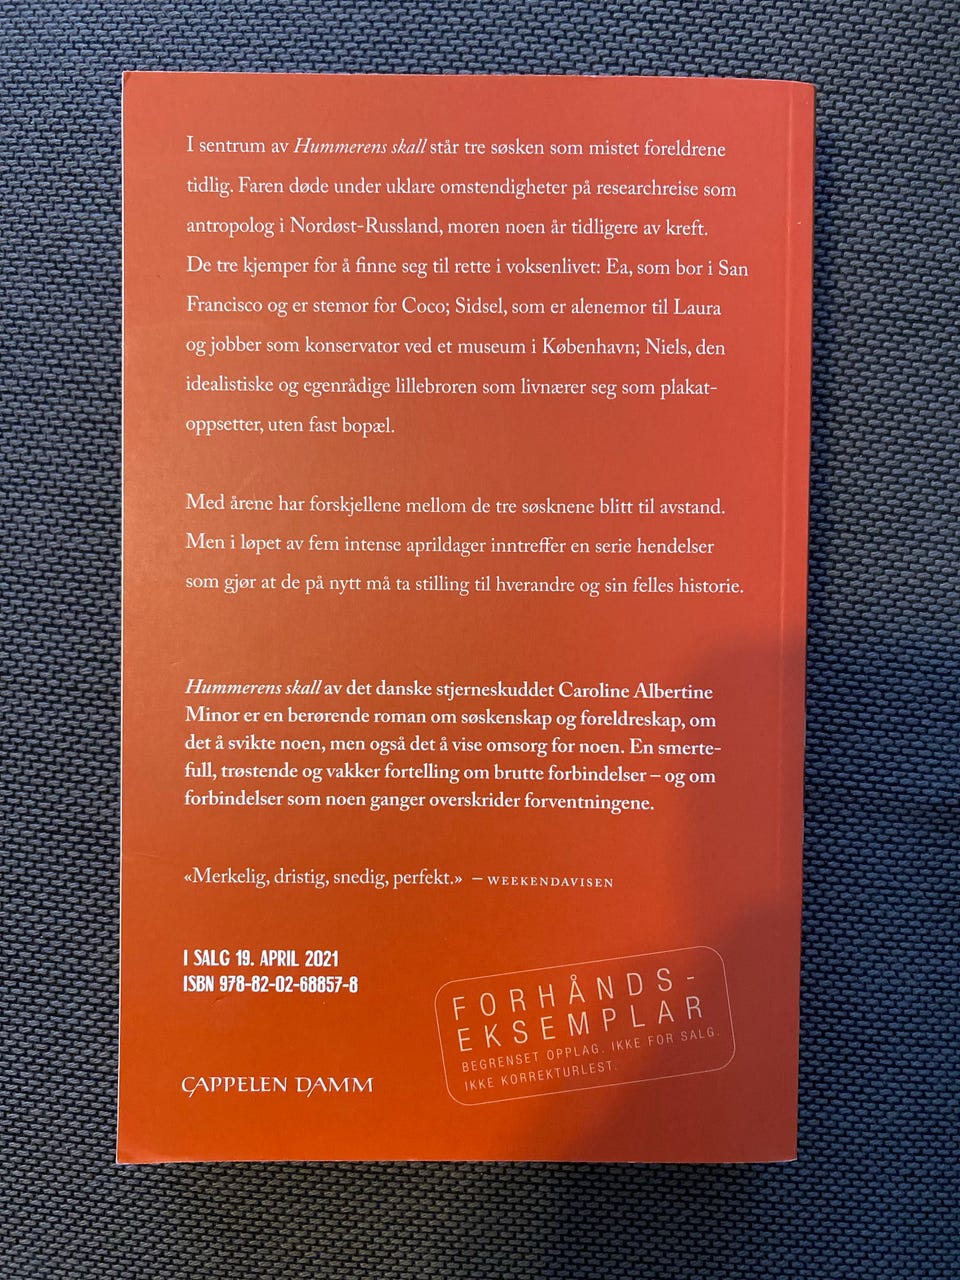 I sentrum av Hummerens skall står tre søsken som mistet foreldrene
tidlig. Faren døde under uklare omstendigheter på researchreise som
antropolog i Nordøst-Russland, moren noen år tidligere av kreft.
De tre kjemper for å finne seg til rette i voksenlivet: Ea, som bor i San
Francisco og er stemor for Coco; Sidsel, som er alenemor til Laura
og jobber som konservator ved et museum i København; Niels, den
idealistiske og egenrådige lillebroren som livnærer seg som plakat-
oppsetter, uten fast bopæl.
Med årene har forskjellene mellom de tre søsknene blitt til avstand.
Men i løpet av fem intense aprildager inntreffer en serie hendelser
som gjør at de på nytt må ta stilling til hverandre og sin felles historie.
Hummerens skall av det danske stjerneskuddet Caroline Albertine
Minor er en berørende roman om søskenskap og foreldreskap, om
det å svikte noen, men også det å vise omsorg for noen. En smerte-
full, trøstende og vakker fortelling om brutte forbindelser – og om
forbindelser som noen ganger overskrider forventningene.
«Merkelig, dristig, snedig, perfekt.» – WEEKENDAVISEN
I SALG 19. APRIL 2021
ISBN 978-82-02-68857-8
FORHÅNDS-
EKSEMPLAR
BEGRENSET OPPLAG. IKKE FOR SALG.
IKKE KORREKTURLEST.
CAPPELEN DAMM